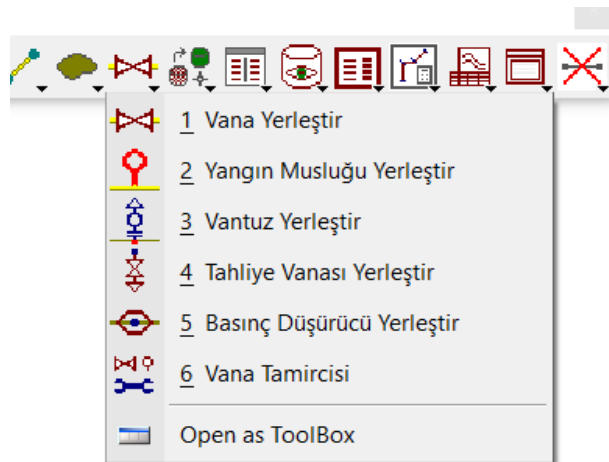 1 Vana Yerleştir
2 Yangın Musluğu Yerleştir
3 Vantuz Yerleştir
4 Tahliye Vanası Yerleştir
5 Basınç Düşürücü Yerleştir
6 Vana Tamircisi
Open as ToolBox